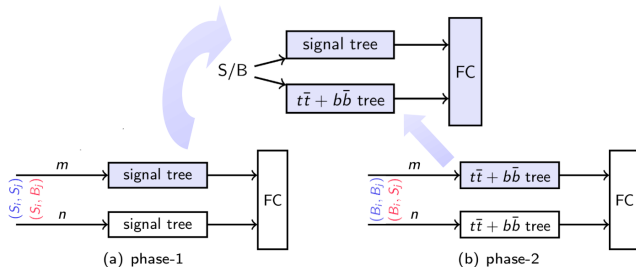 signal tree
S/B
FC
tt̄ + bb̄ tree
m
(S_i, S_j)
(S_i, B_j)
signal tree
n
signal tree
FC
(a) phase-1
m
(B_i, B_j)
(B_i, S_j)
tt̄ + bb̄ tree
n
tt̄ + bb̄ tree
FC
(b) phase-2